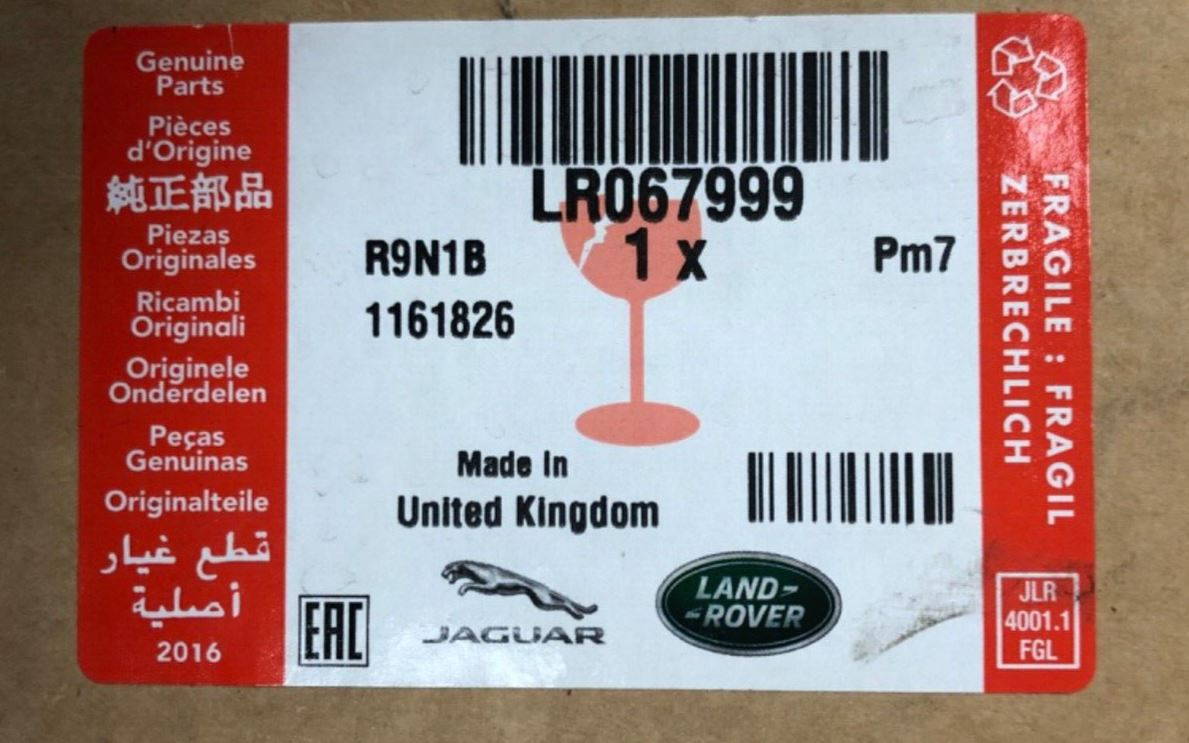 Genuine
Parts
Pièces
d'Origine
純正部品
Piezas
Originales
Ricambi
Originali
Originele
Onderdelen
Peças
Genuinas
Originalteile
قطع غيار
أصلية
2016
LR067999
R9N1B
1 x
Pm7
1161826
Made In
United Kingdom
EAC
JAGUAR
LAND-
-ROVER
FRAGILE : FRAGIL
ZERBRECHLICH
JLR
4001.1
FGL